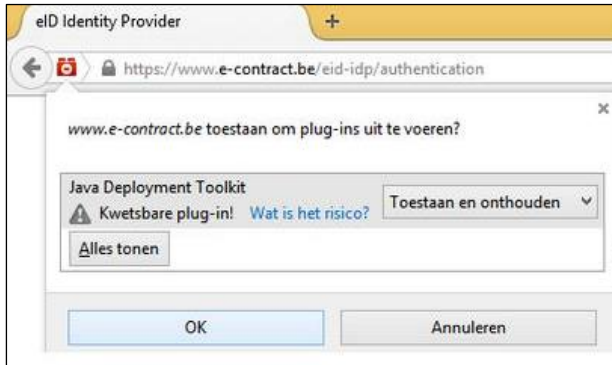 eID Identity Provider
https://www.e-contract.be/eid-idp/authentication
www.e-contract.be toestaan om plug-ins uit te voeren?
Java Deployment Toolkit
Kwetsbare plug-in! Wat is het risico? Toestaan en onthouden
Alles tonen
OK Annuleren